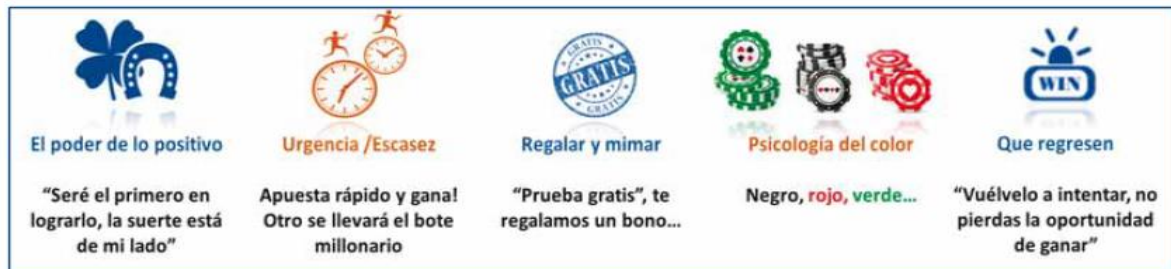 GRATIS
GRATIS
GRATIS
WIN
El poder de lo positivo
Urgencia /Escasez
Regalar y mimar
Psicología del color
Que regresen
“Seré el primero en
lograrlo, la suerte está
de mi lado”
Apuesta rápido y gana!
Otro se llevará el bote
millonario
“Prueba gratis”, te
regalamos un bono...
Negro, rojo, verde...
“Vuélvelo a intentar, no
pierdas la oportunidad
de ganar”